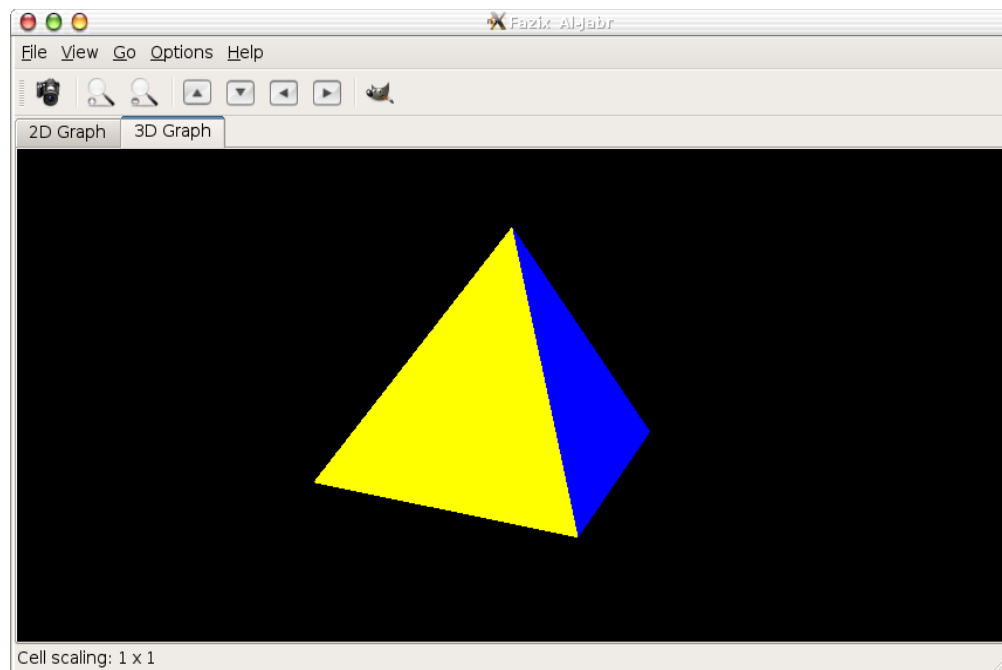 Fazix Al-Jabr
File View Go Options Help
2D Graph 3D Graph
Cell scaling: 1 x 1